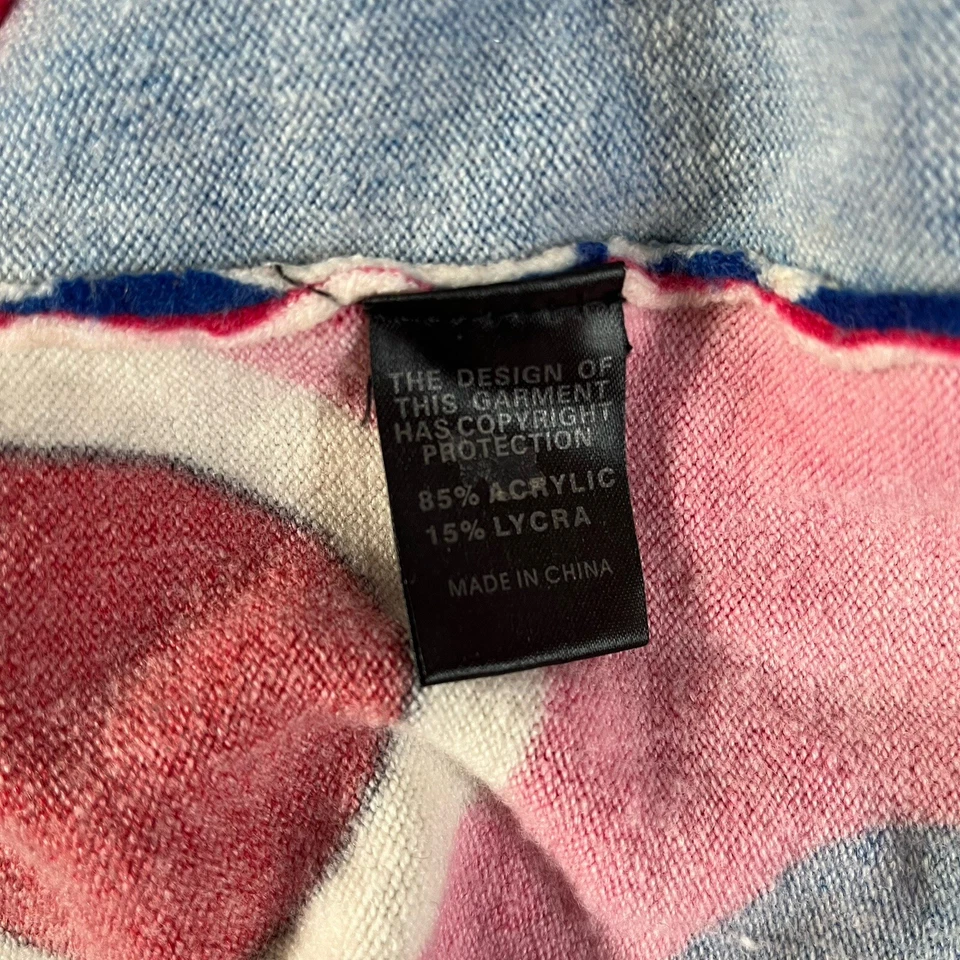 THE DESIGN OF
THIS GARMENT
HAS COPYRIGHT
PROTECTION
85% ACRYLIC
15% LYCRA
MADE IN CHINA